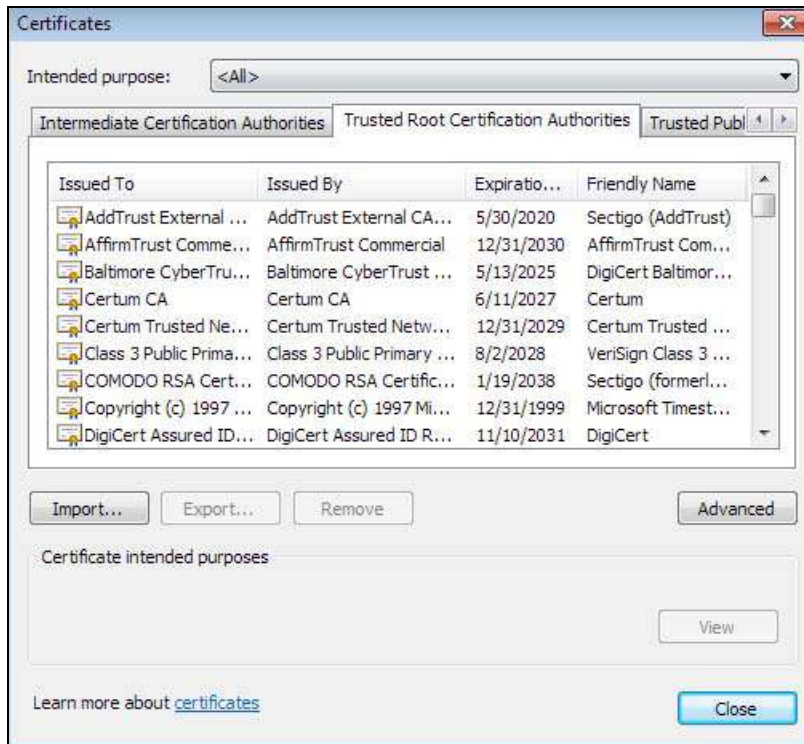 Certificates
Intended purpose: <All>
Intermediate Certification Authorities Trusted Root Certification Authorities Trusted Publ
Issued To Issued By Expiratio... Friendly Name
AddTrust External ... AddTrust External CA... 5/30/2020 Sectigo (AddTrust)
AffirmTrust Comme... AffirmTrust Commercial 12/31/2030 AffirmTrust Com...
Baltimore CyberTru... Baltimore CyberTrust ... 5/13/2025 DigiCert Baltimor...
Certum CA Certum CA 6/11/2027 Certum
Certum Trusted Ne... Certum Trusted Netw... 12/31/2029 Certum Trusted ...
Class 3 Public Prima... Class 3 Public Primary ... 8/2/2028 VeriSign Class 3 ...
COMODO RSA Cert... COMODO RSA Certific... 1/19/2038 Sectigo (formerl...
Copyright (c) 1997 ... Copyright (c) 1997 Mi... 12/31/1999 Microsoft Timest...
DigiCert Assured ID... DigiCert Assured ID R... 11/10/2031 DigiCert
Import... Export... Remove Advanced
Certificate intended purposes
View
Learn more about certificates
Close